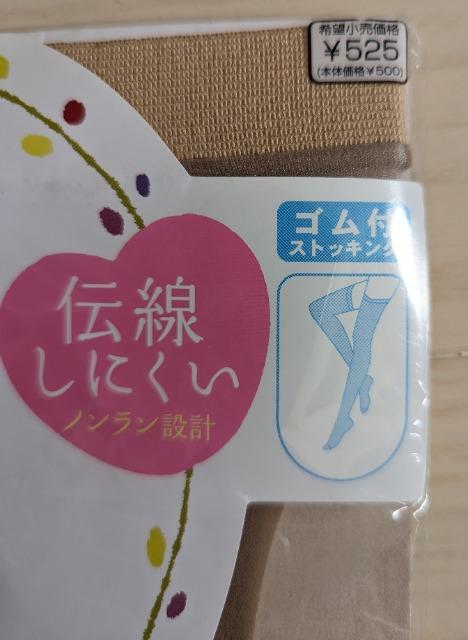 希望小売価格
¥525
(本体価格¥500)
ゴム付
ストッキング
伝線
しにくい
ノンラン設計